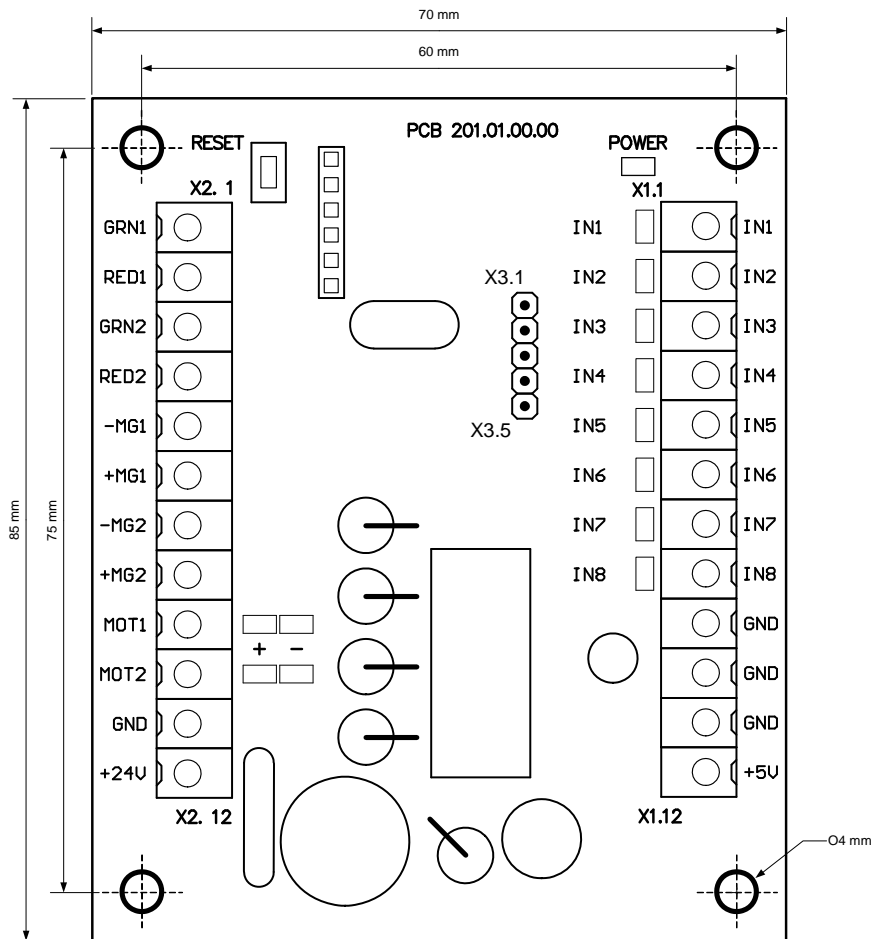 70 mm
60 mm
PCB 201.01.00.00
RESET
POWER
X2. 1
X1.1
GRN1
IN1
IN1
RED1
IN2
IN2
X3.1
GRN2
IN3
IN3
RED2
IN4
IN4
-MG1
IN5
IN5
X3.5
+MG1
IN6
IN6
-MG2
IN7
IN7
+MG2
IN8
IN8
MOT1
GND
+ -
MOT2
GND
GND
GND
+24V
+5V
X2. 12
X1.12
85 mm
75 mm
O4 mm